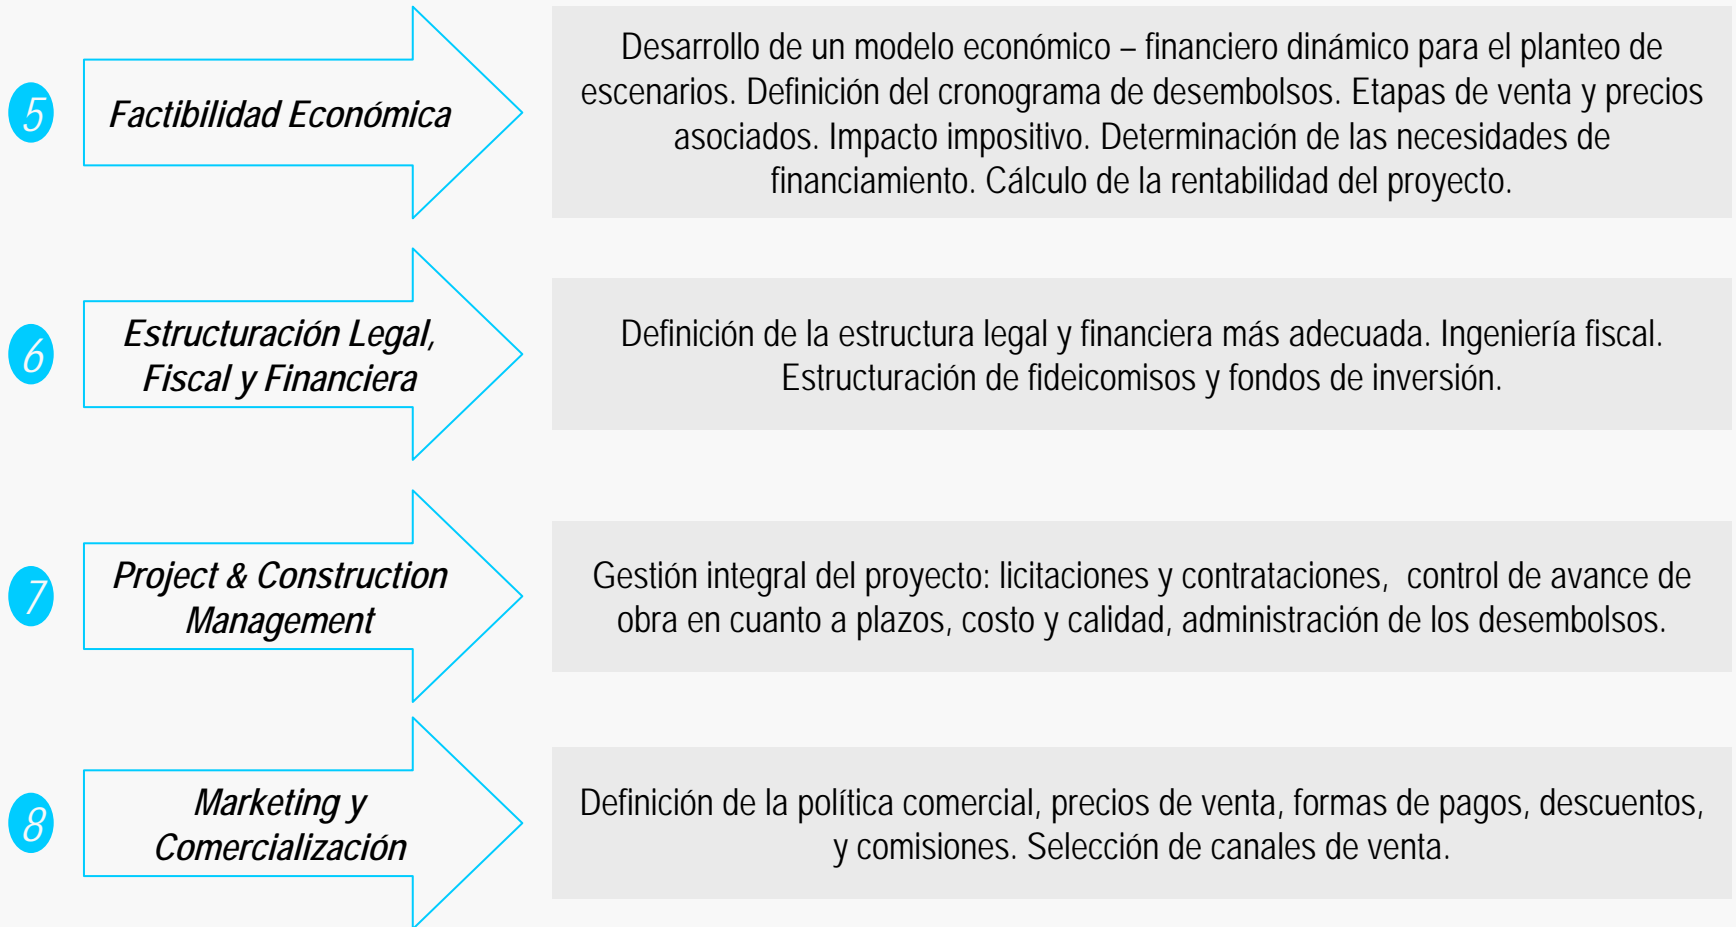 5
Factibilidad Económica
Desarrollo de un modelo económico – financiero dinámico para el planteo de
escenarios. Definición del cronograma de desembolsos. Etapas de venta y precios
asociados. Impacto impositivo. Determinación de las necesidades de
financiamiento. Cálculo de la rentabilidad del proyecto.
6
Estructuración Legal,
Fiscal y Financiera
Definición de la estructura legal y financiera más adecuada. Ingeniería fiscal.
Estructuración de fideicomisos y fondos de inversión.
7
Project & Construction
Management
Gestión integral del proyecto: licitaciones y contrataciones,  control de avance de
obra en cuanto a plazos, costo y calidad, administración de los desembolsos.
8
Marketing y
Comercialización
Definición de la política comercial, precios de venta, formas de pagos, descuentos,
y comisiones. Selección de canales de venta.